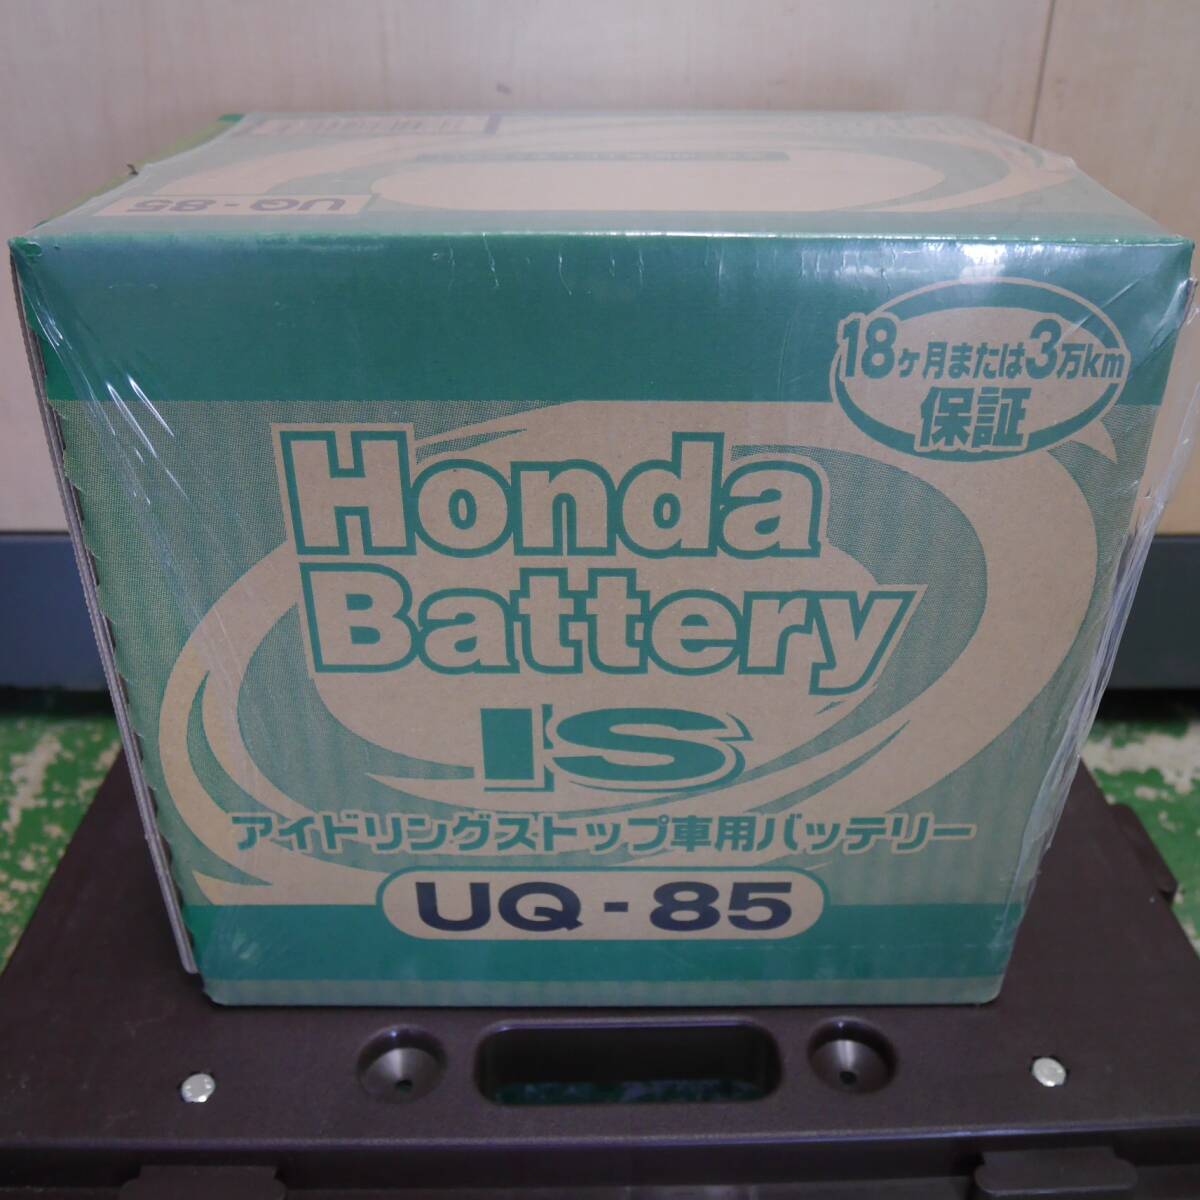 UQ-85
18ヶ月または3万km
保証
Honda
Battery
IS
アイドリングストップ車用バッテリー
UQ-85